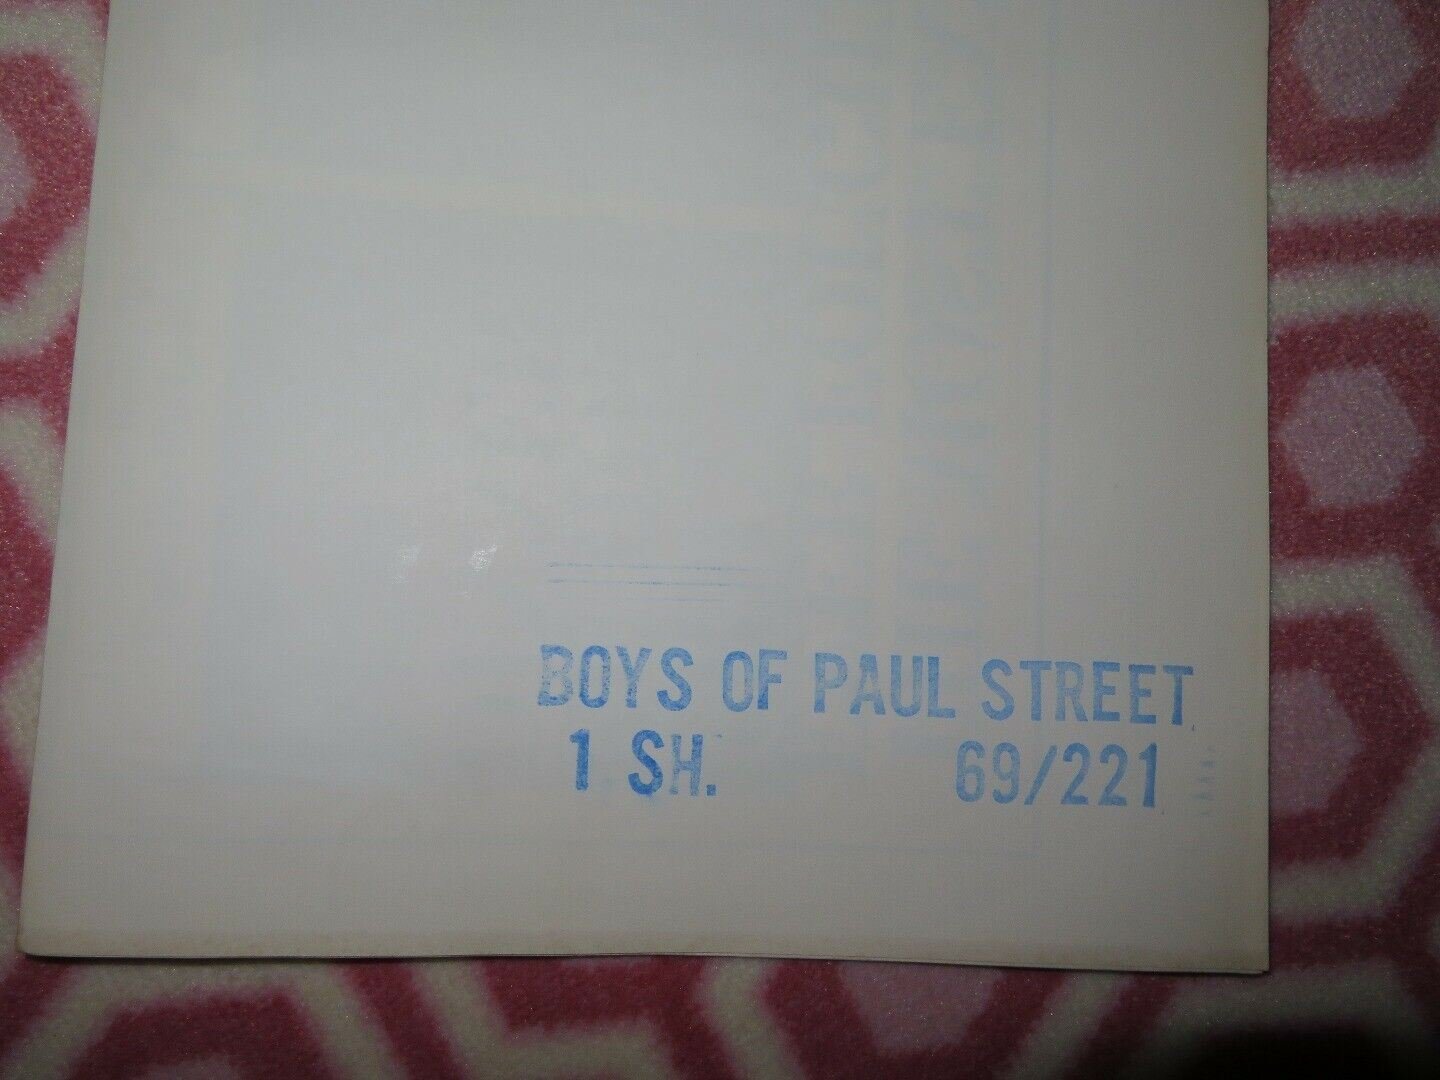 BOYS OF PAUL STREET
1 SH. 69/221